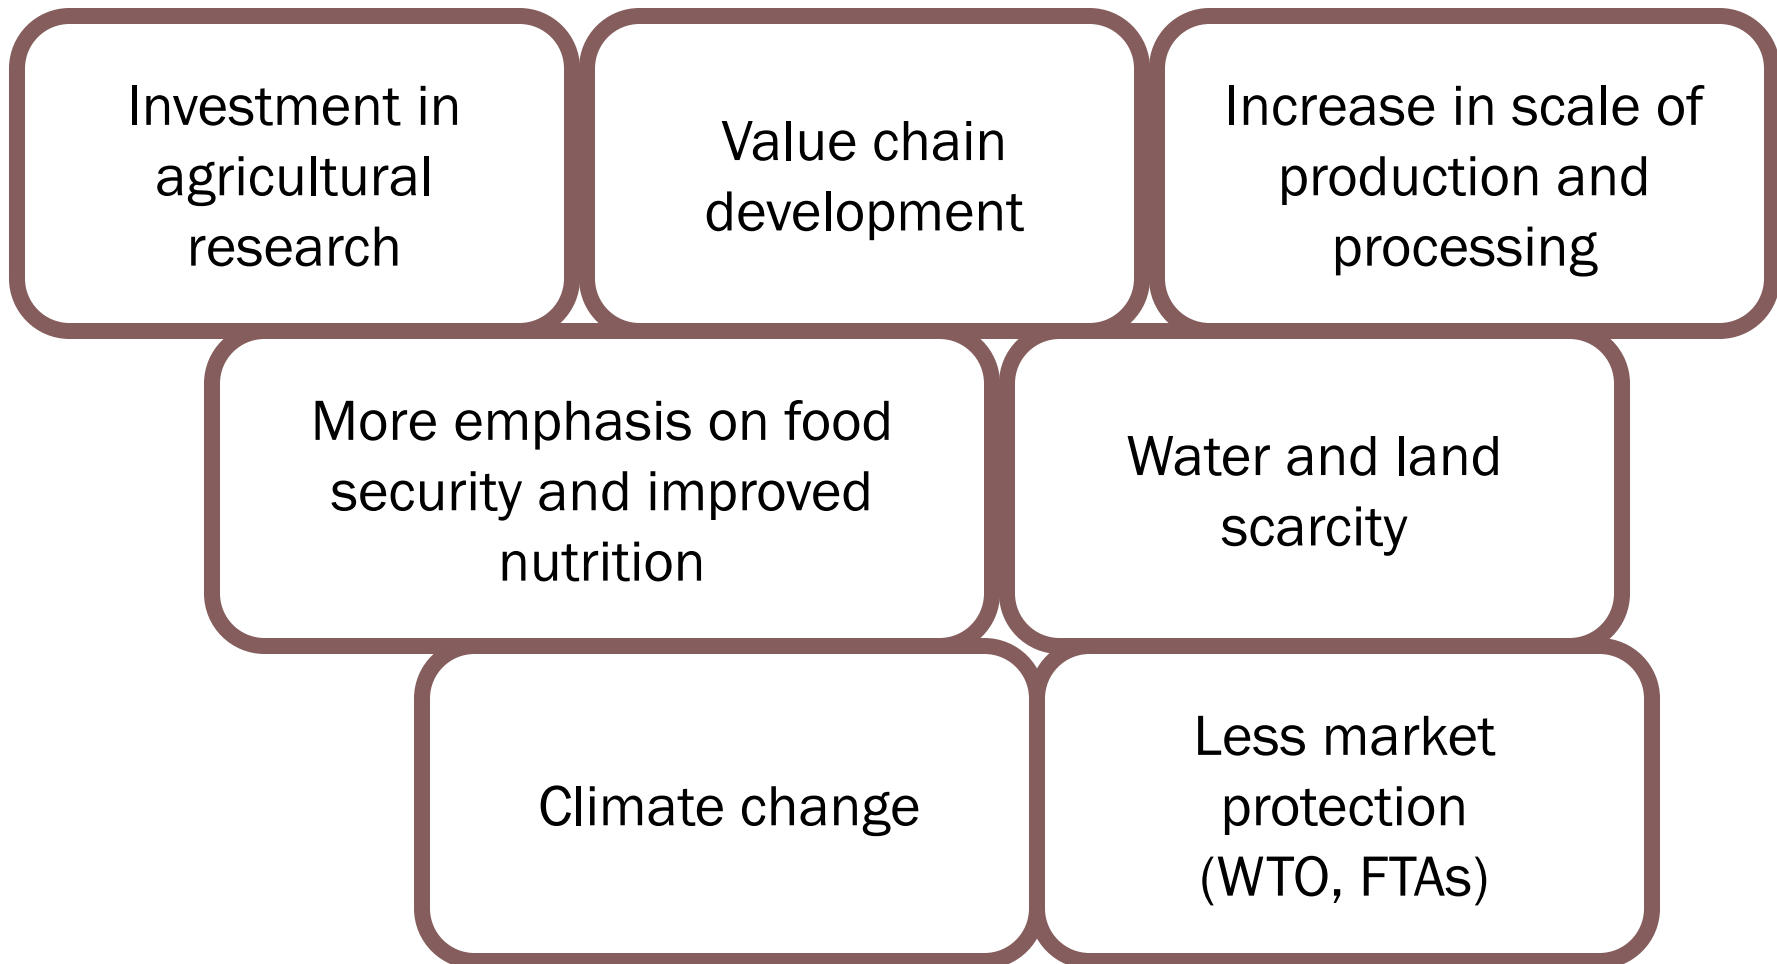 Investment in
agricultural
research
Value chain
development
Increase in scale of
production and
processing
More emphasis on food
security and improved
nutrition
Water and land
scarcity
Climate change
Less market
protection
(WTO, FTAs)